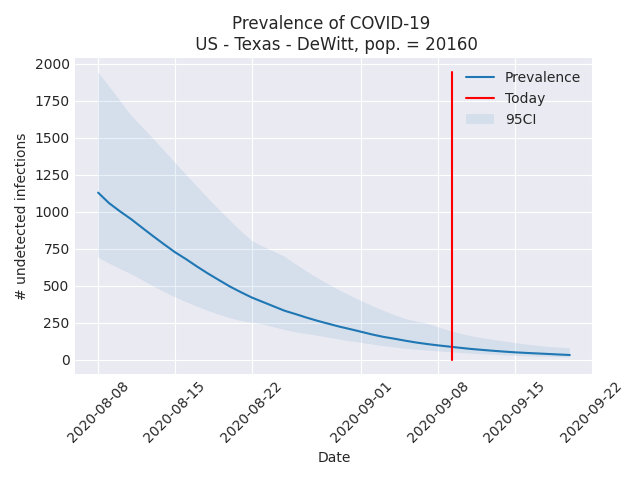 Prevalence of COVID-19
US - Texas - DeWitt, pop. = 20160
# undetected infections
2000
1750
1500
1250
1000
750
500
250
0
Prevalence
Today
95CI
2020-08-08
2020-08-15
2020-08-22
2020-09-01
2020-09-08
2020-09-15
2020-09-22
Date